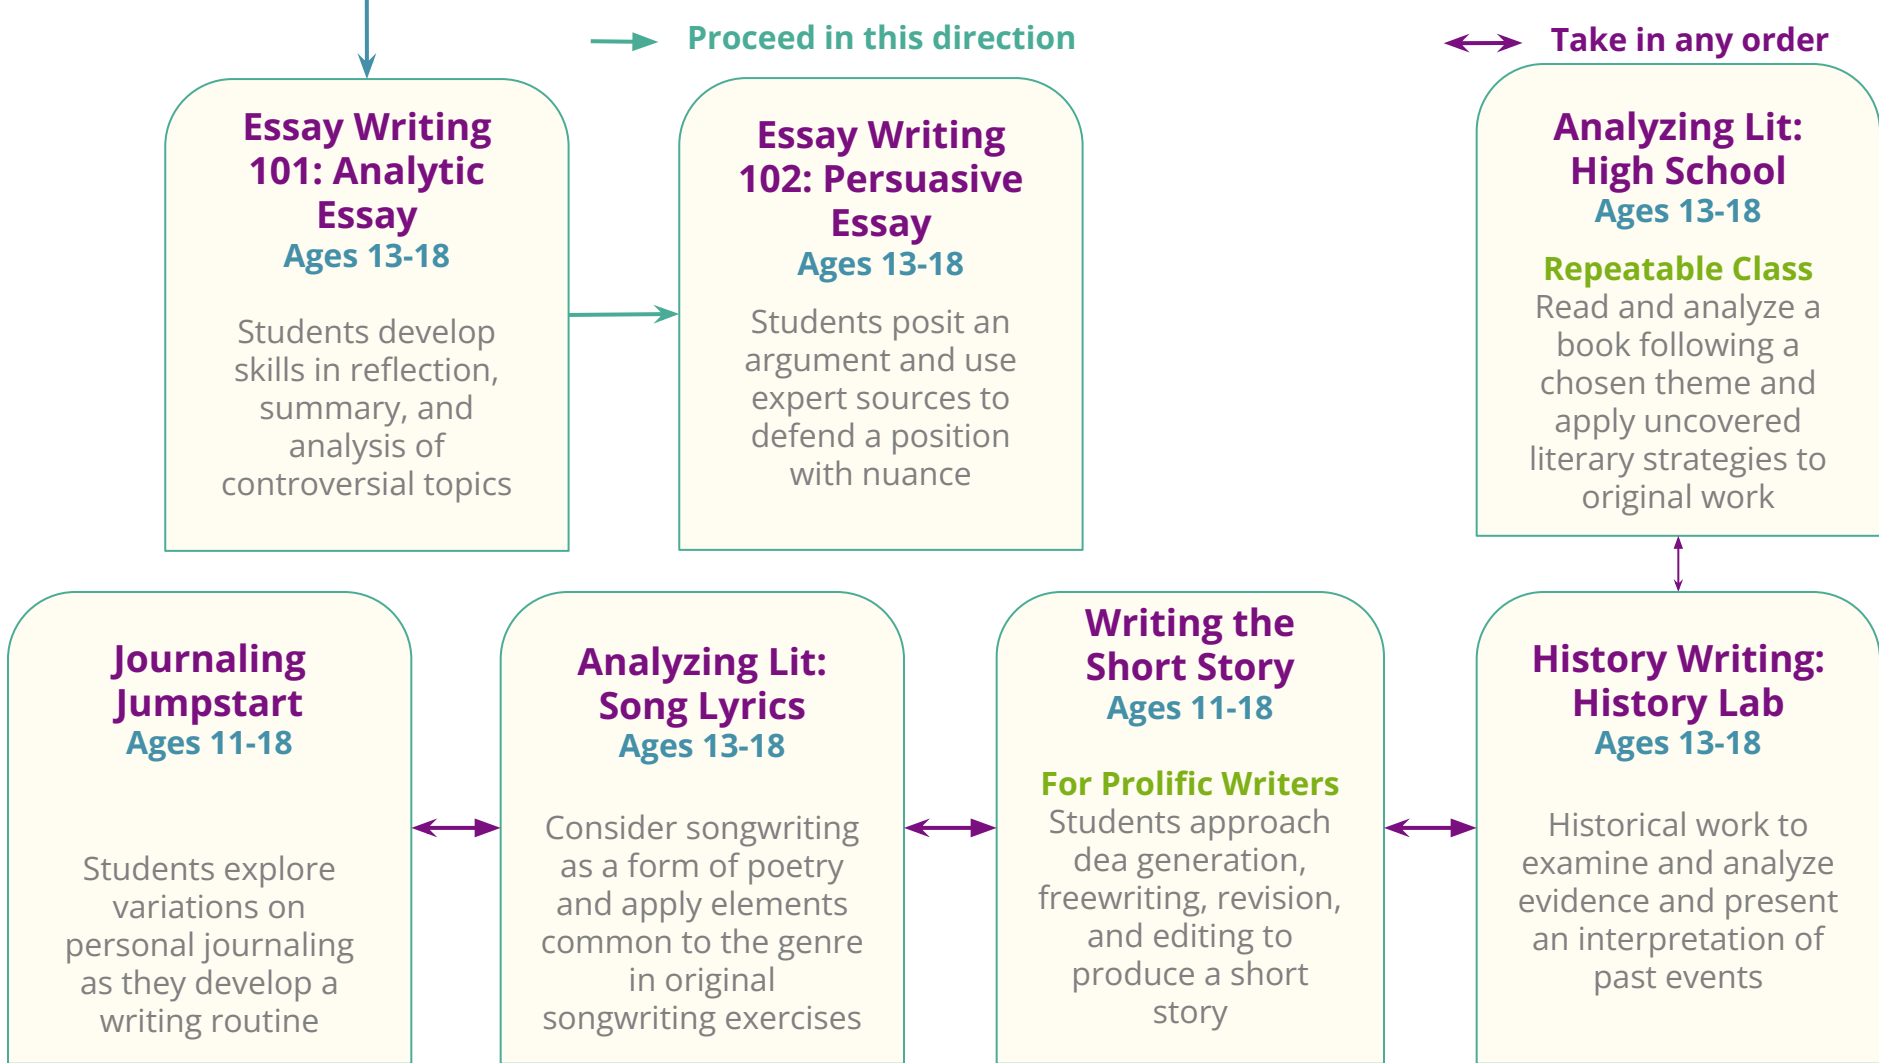 Proceed in this direction
Take in any order
Essay Writing
101: Analytic
Essay
Ages 13-18
Students develop
skills in reflection,
summary, and
analysis of
controversial topics
Essay Writing
102: Persuasive
Essay
Ages 13-18
Students posit an
argument and use
expert sources to
defend a position
with nuance
Analyzing Lit:
High School
Ages 13-18
Repeatable Class
Read and analyze a
book following a
chosen theme and
apply uncovered
literary strategies to
original work
Journaling
Jumpstart
Ages 11-18
Students explore
variations on
personal journaling
as they develop a
writing routine
Analyzing Lit:
Song Lyrics
Ages 13-18
Consider songwriting
as a form of poetry
and apply elements
common to the genre
in original
songwriting exercises
Writing the
Short Story
Ages 11-18
For Prolific Writers
Students approach
dea generation,
freewriting, revision,
and editing to
produce a short
story
History Writing:
History Lab
Ages 13-18
Historical work to
examine and analyze
evidence and present
an interpretation of
past events